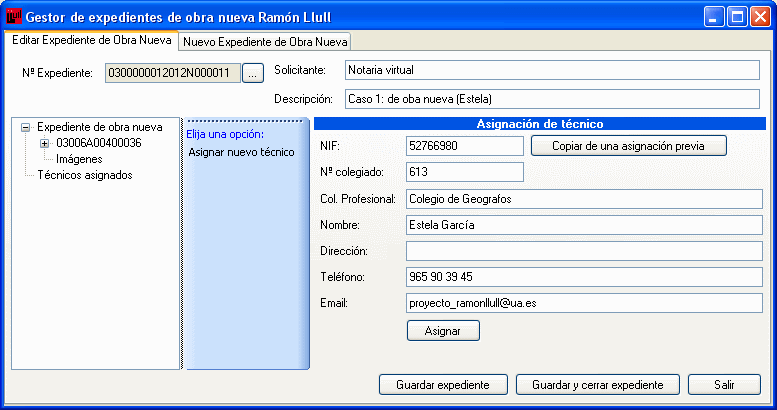 Gestor de expedientes de obra nueva Ramón Llull
Editar Expediente de Obra Nueva
Nuevo Expediente de Obra Nueva
Nº Expediente: 0300000012012N000011 ...
Solicitante: Notaria virtual
Descripción: Caso 1: de oba nueva (Estela)
Expediente de obra nueva
03006A00400036
Imágenes
Técnicos asignados
Elija una opción:
Asignar nuevo técnico
Asignación de técnico
NIF: 52766980 Copiar de una asignación previa
Nº colegiado: 613
Col. Profesional: Colegio de Geografos
Nombre: Estela García
Dirección:
Teléfono: 965 90 39 45
Email: proyecto_ramonllull@ua.es
Asignar
Guardar expediente Guardar y cerrar expediente Salir